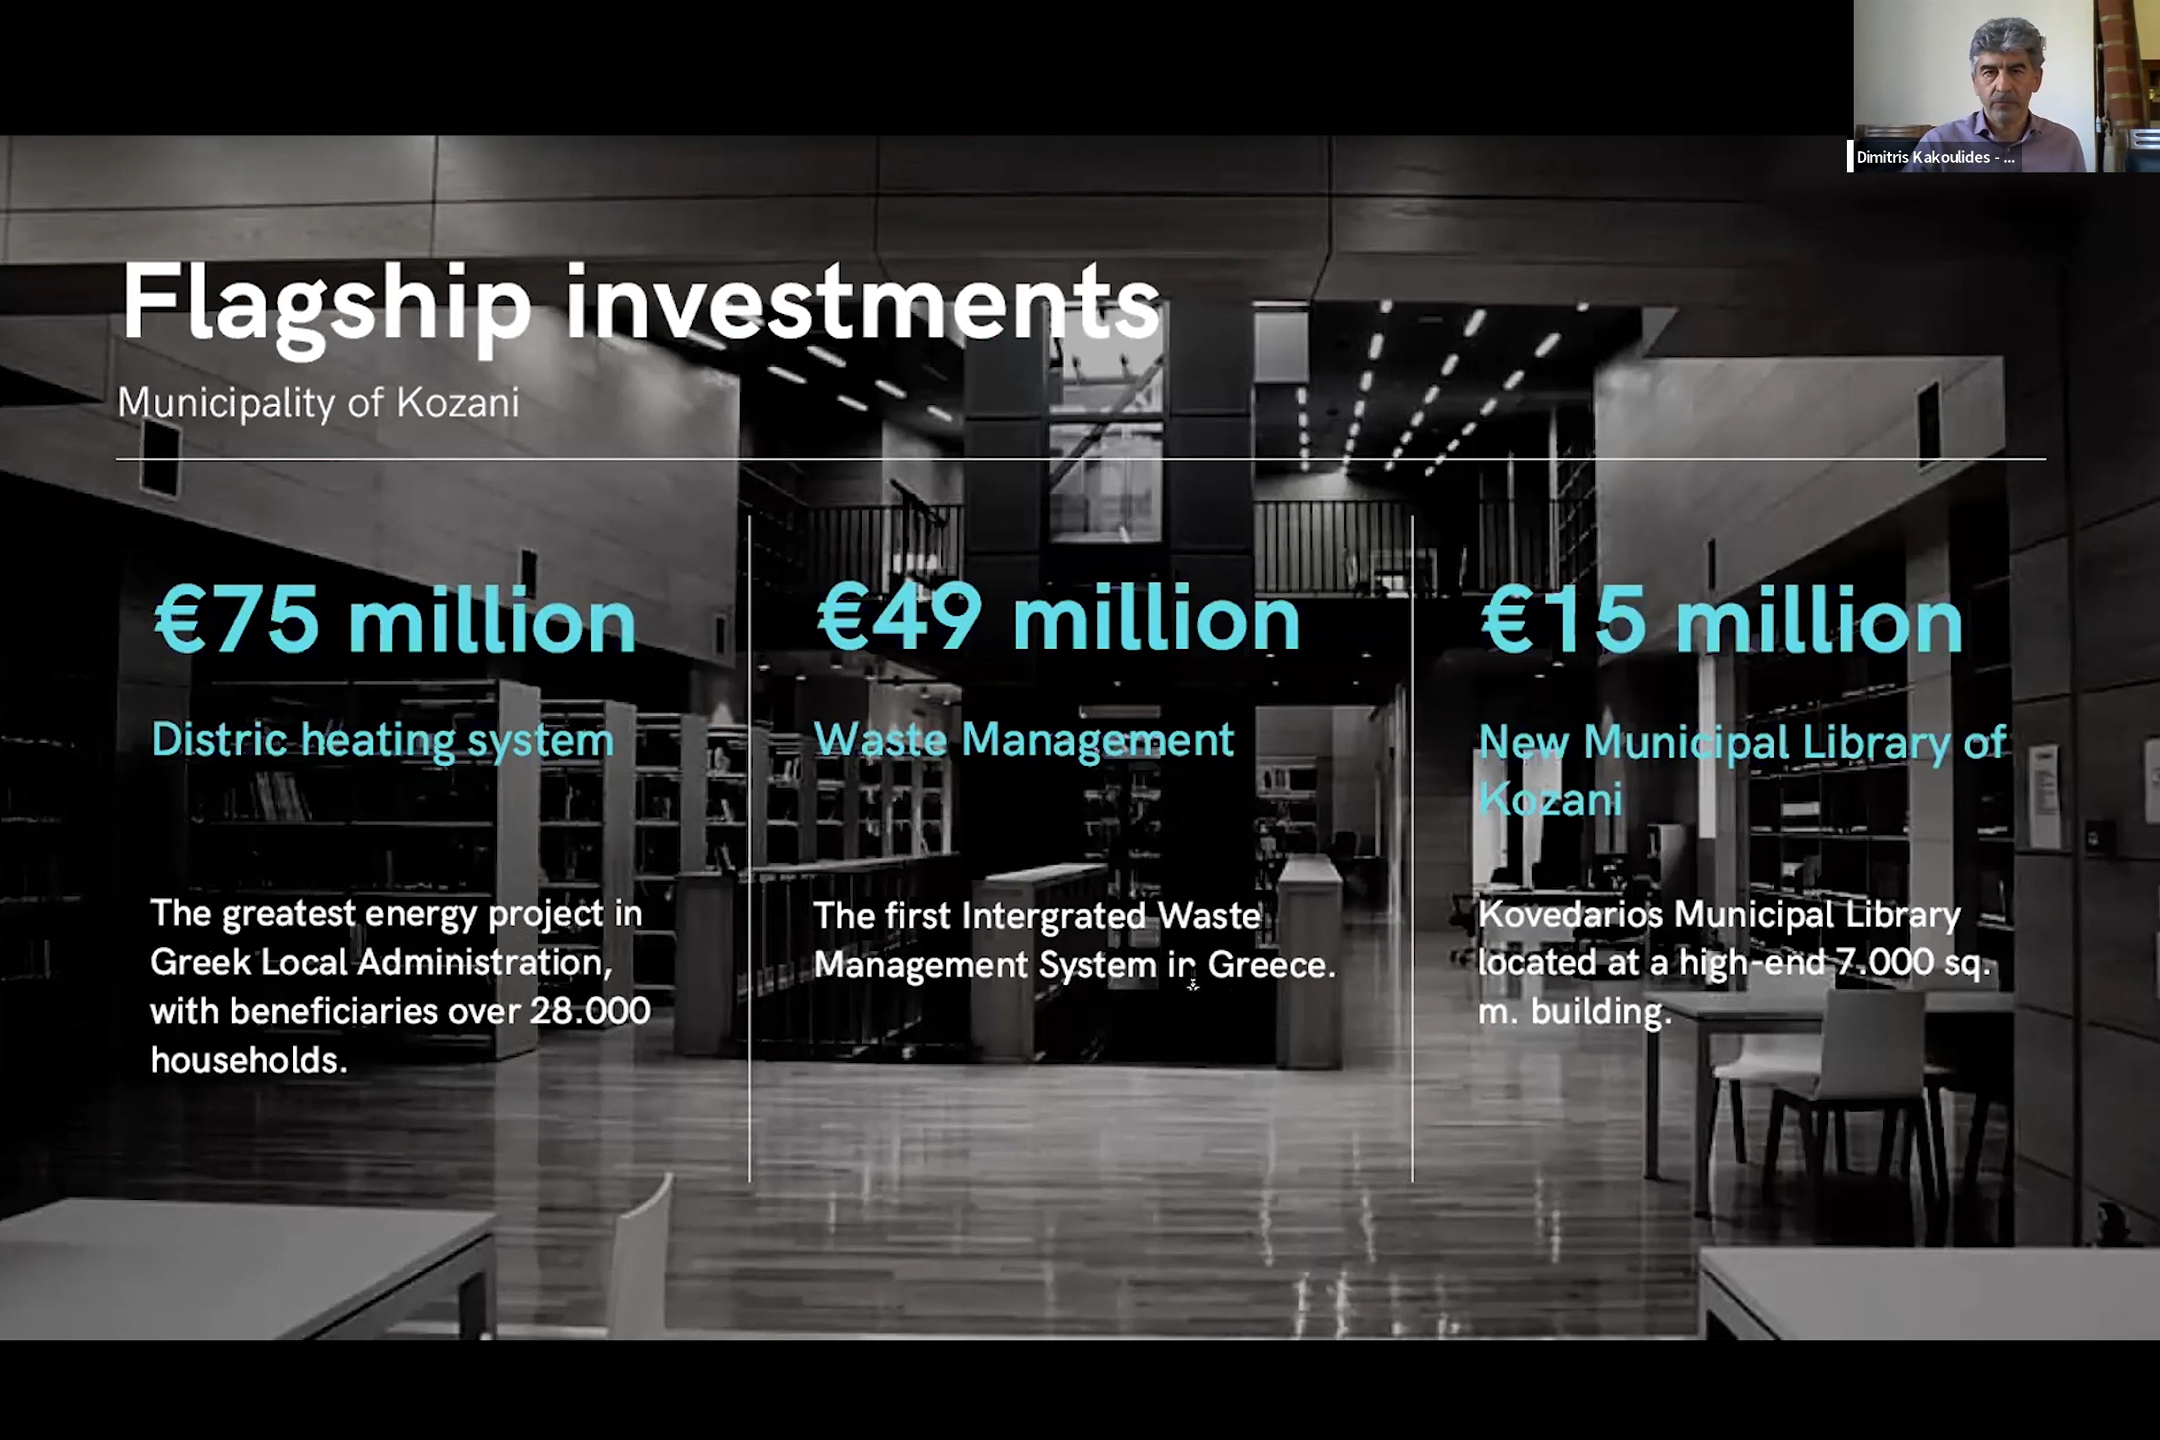 Dimitris Kakoulides - ...
Flagship investments
Municipality of Kozani
€75 million
Distric heating system
The greatest energy project in
Greek Local Administration,
with beneficiaries over 28.000
households.
€49 million
Waste Management
The first Intergrated Waste
Management System in Greece.
€15 million
New Municipal Library of
Kozani
Kovedarios Municipal Library
located at a high-end 7.000 sq.
m. building.